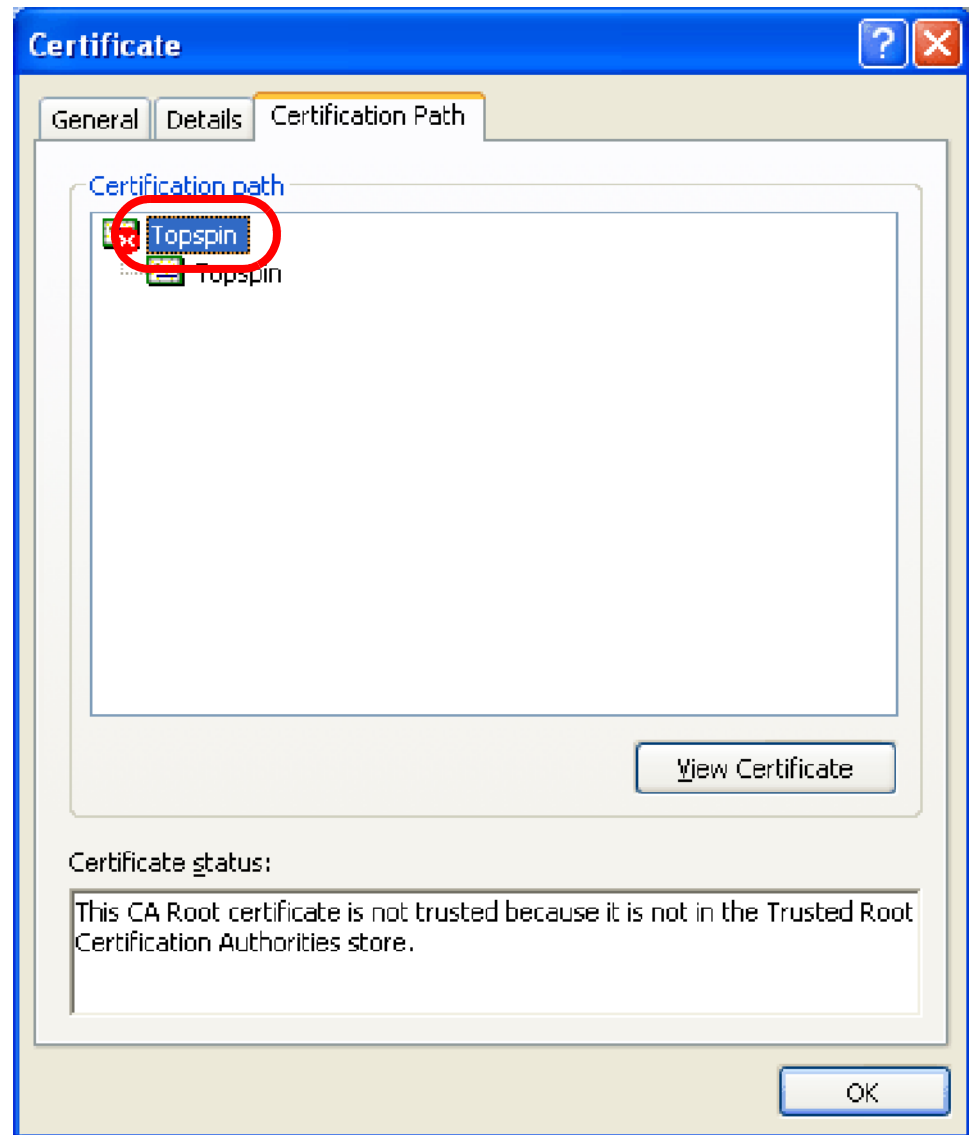 Certificate
General Details Certification Path
Certification path
Topspin
Topspin
View Certificate
Certificate status:
This CA Root certificate is not trusted because it is not in the Trusted Root
Certification Authorities store.
OK